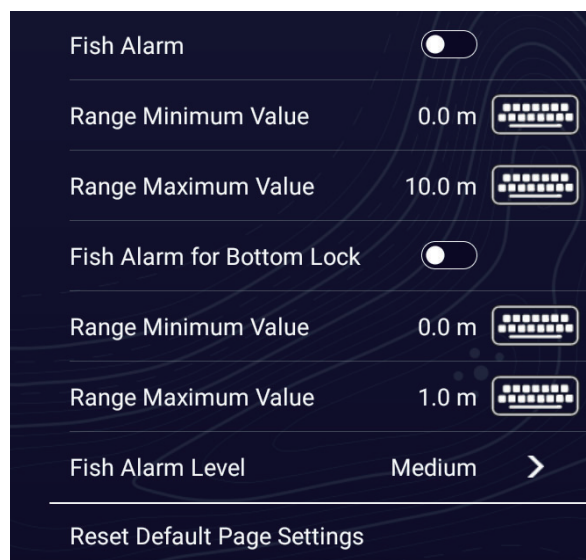 Fish Alarm
Range Minimum Value 0.0 m
Range Maximum Value 10.0 m
Fish Alarm for Bottom Lock
Range Minimum Value 0.0 m
Range Maximum Value 1.0 m
Fish Alarm Level Medium
Reset Default Page Settings